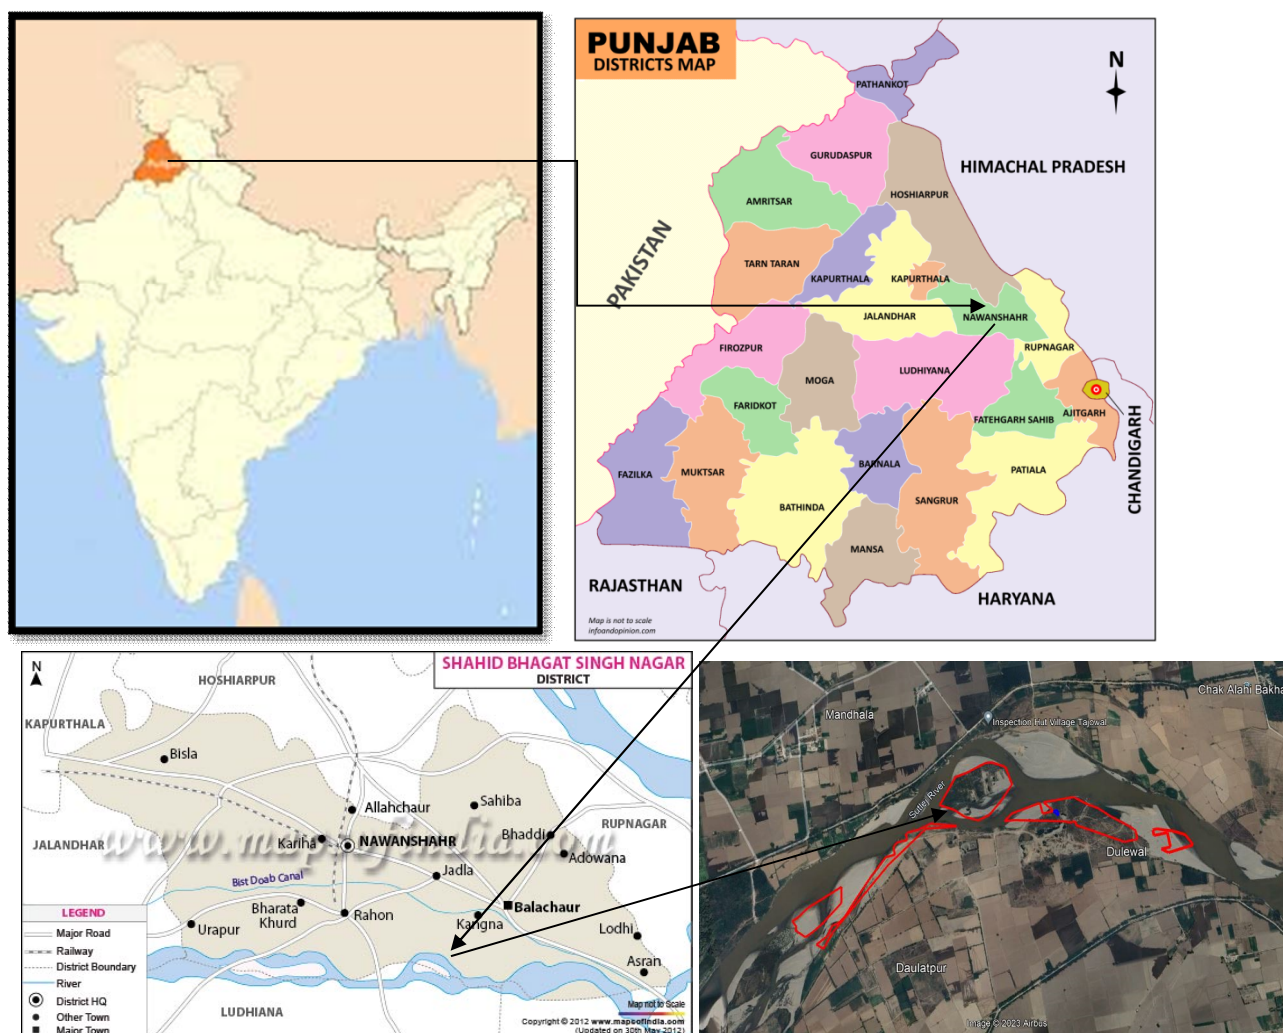 PUNJAB
DISTRICTS MAP
N
PATHANKOT
GURUDASPUR
HIMACHAL PRADESH
HOSHIARPUR
AMRITSAR
PAKISTAN
TARN TARAN
KAPURTHALA
KAPURTHALA
JALANDHAR
NAWANSHAHR
RUPNAGAR
FIROZPUR
LUDHIYANA
MOGA
FARIDKOT
FATEHGARH SAHIB
AJITGARH
CHANDIGARH
FAZILKA
MUKTSAR
BARNALA
PATIALA
BATHINDA
SANGRUR
MANSA
RAJASTHAN
HARYANA
Map is not to scale
infoandopinion.com
N
SHAHID BHAGAT SINGH NAGAR
DISTRICT
HOSHIARPUR
KAPURTHALA
Bisla
Allahchaur
Sahiba
RUPNAGAR
www.mapsofindia.com
Bhaddi
JALANDHAR
Kariha
NAWANSHAHR
Adowana
Jadla
Bist Doab Canal
Bharata
Khurd
Rahon
Balachaur
Kangna
Urapur
Lodhi
Asran
LEGEND
Major Road
Railway
District Boundary
River
District HQ
Other Town
Major Town
LUDHIANA
Map not to Scale
Copyright © 2012 www.mapsofindia.com
(Updated on 30th May 2012)
Chak Alahi Bakha
Mandhala
Inspection Hut Village Tajowal
Sutlej River
Dulewal
Daulatpur
Image © 2023 Airbus